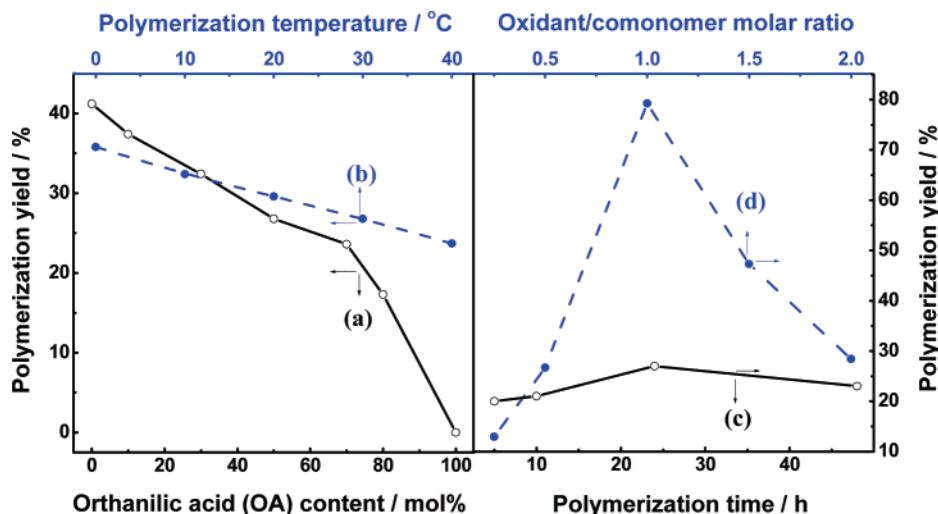 Polymerization temperature / °C
Oxidant/comonomer molar ratio
0 10 20 30 40
0.5 1.0 1.5 2.0
Polymerization yield / %
40
30
20
10
0
(b)
(a)
(d)
(c)
80
70
60
50
40
30
20
10
Polymerization yield / %
0 20 40 60 80 100
10 20 30 40
Orthanilic acid (OA) content / mol%
Polymerization time / h